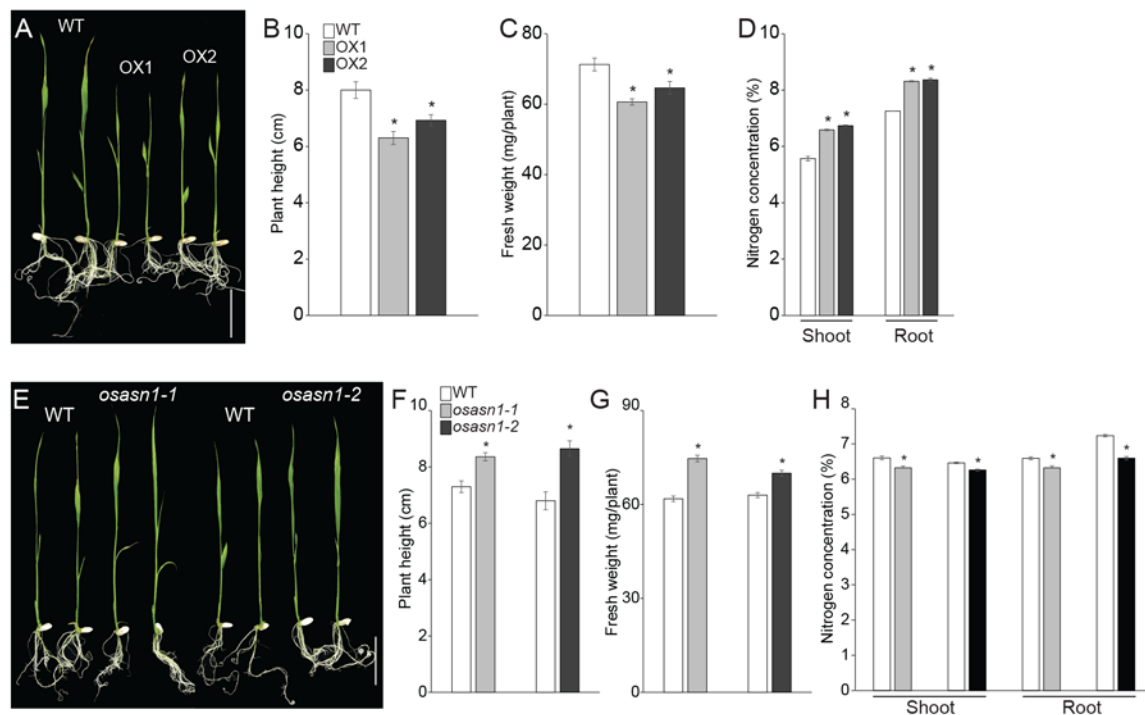 A
WT
OX1
OX2
B
WT
OX1
OX2
Plant height (cm)
10
8
6
4
2
0
*
*
C
Fresh weight (mg/plant)
80
60
40
20
0
*
*
D
Nitrogen concentration (%)
10
8
6
4
2
0
* *
* *
Shoot
Root
E
WT
osasn1-1
WT
osasn1-2
F
WT
osasn1-1
osasn1-2
Plant height (cm)
10
8
6
4
2
0
*
*
G
Fresh weight (mg/plant)
90
60
30
0
*
*
H
Nitrogen concentration (%)
8
7
6
5
4
3
2
1
0
*
*
*
*
Shoot
Root